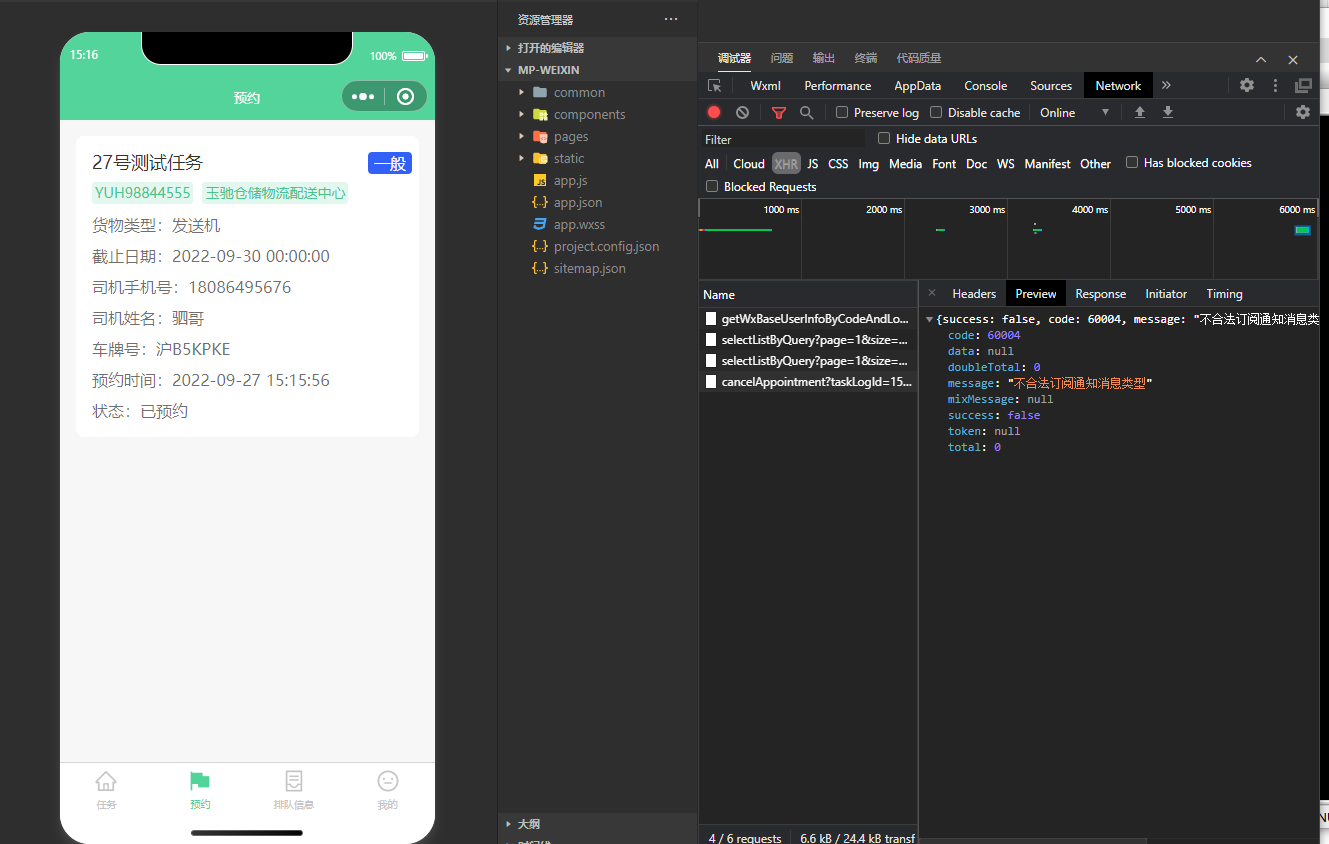 15:16
100%
预约
27号测试任务
一般
YUH98844555 玉驰仓储物流配送中心
货物类型：发送机
截止日期：2022-09-30 00:00:00
司机手机号：18086495676
司机姓名：驷哥
车牌号：沪B5KPKE
预约时间：2022-09-27 15:15:56
状态：已预约
任务 预约 排队信息 我的
资源管理器
打开的编辑器
MP-WEIXIN
common
components
pages
static
app.js
app.json
app.wxss
project.config.json
sitemap.json
大纲
调试器 问题 输出 终端 代码质量
Wxml Performance AppData Console Sources Network
Preserve log Disable cache Online
Filter Hide data URLs
All Cloud XHR JS CSS Img Media Font Doc WS Manifest Other Has blocked cookies
Blocked Requests
1000 ms 2000 ms 3000 ms 4000 ms 5000 ms 6000 ms
Name
getWxBaseUserInfoByCodeAndLo...
selectListByQuery?page=1&size=...
selectListByQuery?page=1&size=...
cancelAppointment?taskLogId=15...
4 / 6 requests 6.6 kB / 24.4 kB transf
Headers Preview Response Initiator Timing
{success: false, code: 60004, message: "不合法订阅通知消息类
code: 60004
data: null
doubleTotal: 0
message: "不合法订阅通知消息类型"
mixMessage: null
success: false
token: null
total: 0